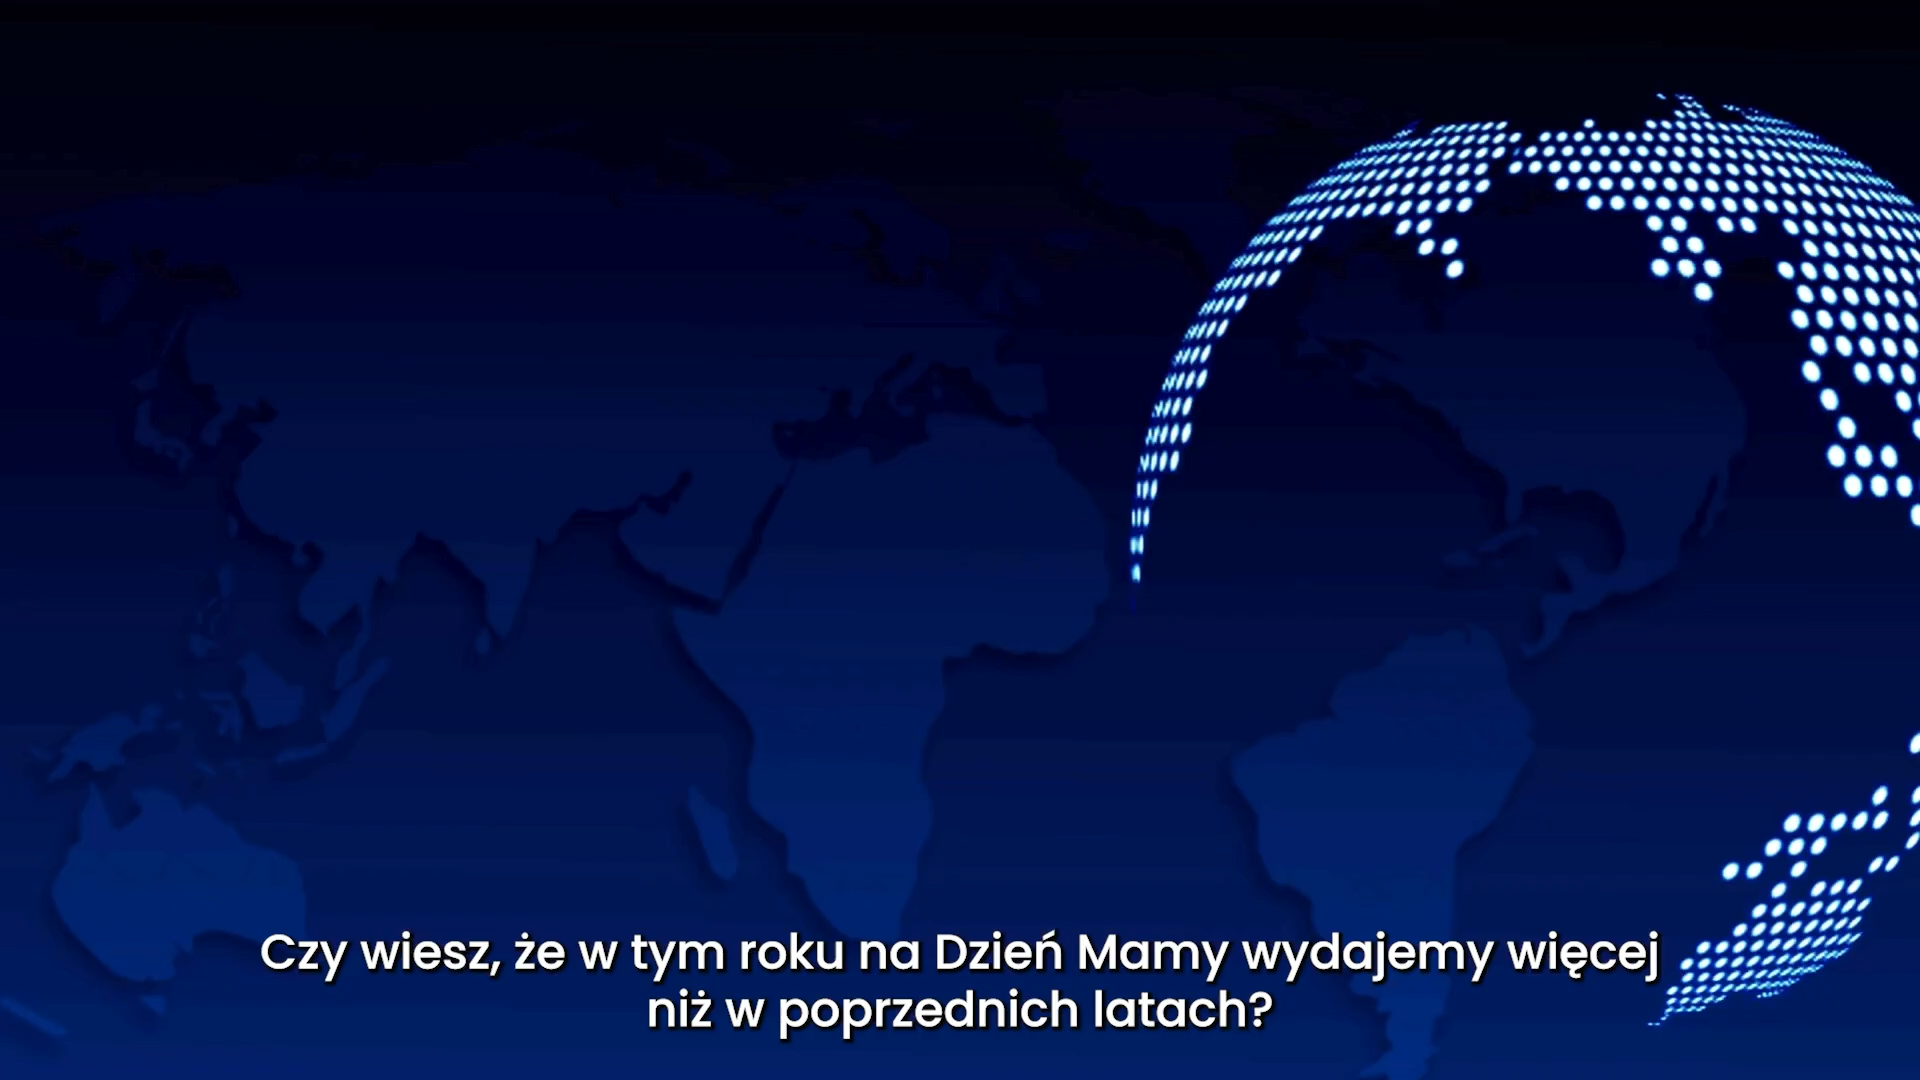 Czy wiesz, że w tym roku na Dzień Mamy wydajemy więcej
niż w poprzednich latach?